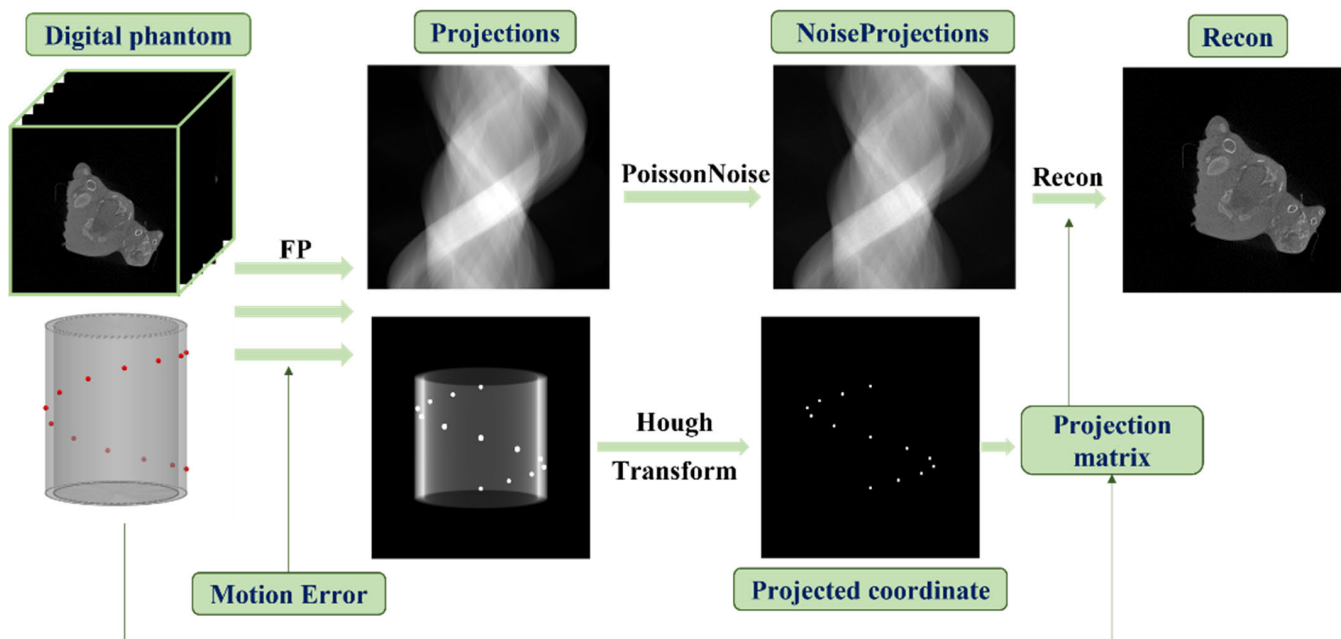 Digital phantom
Projections
NoiseProjections
Recon
FP
PoissonNoise
Recon
Hough
Transform
Projection
matrix
Motion Error
Projected coordinate